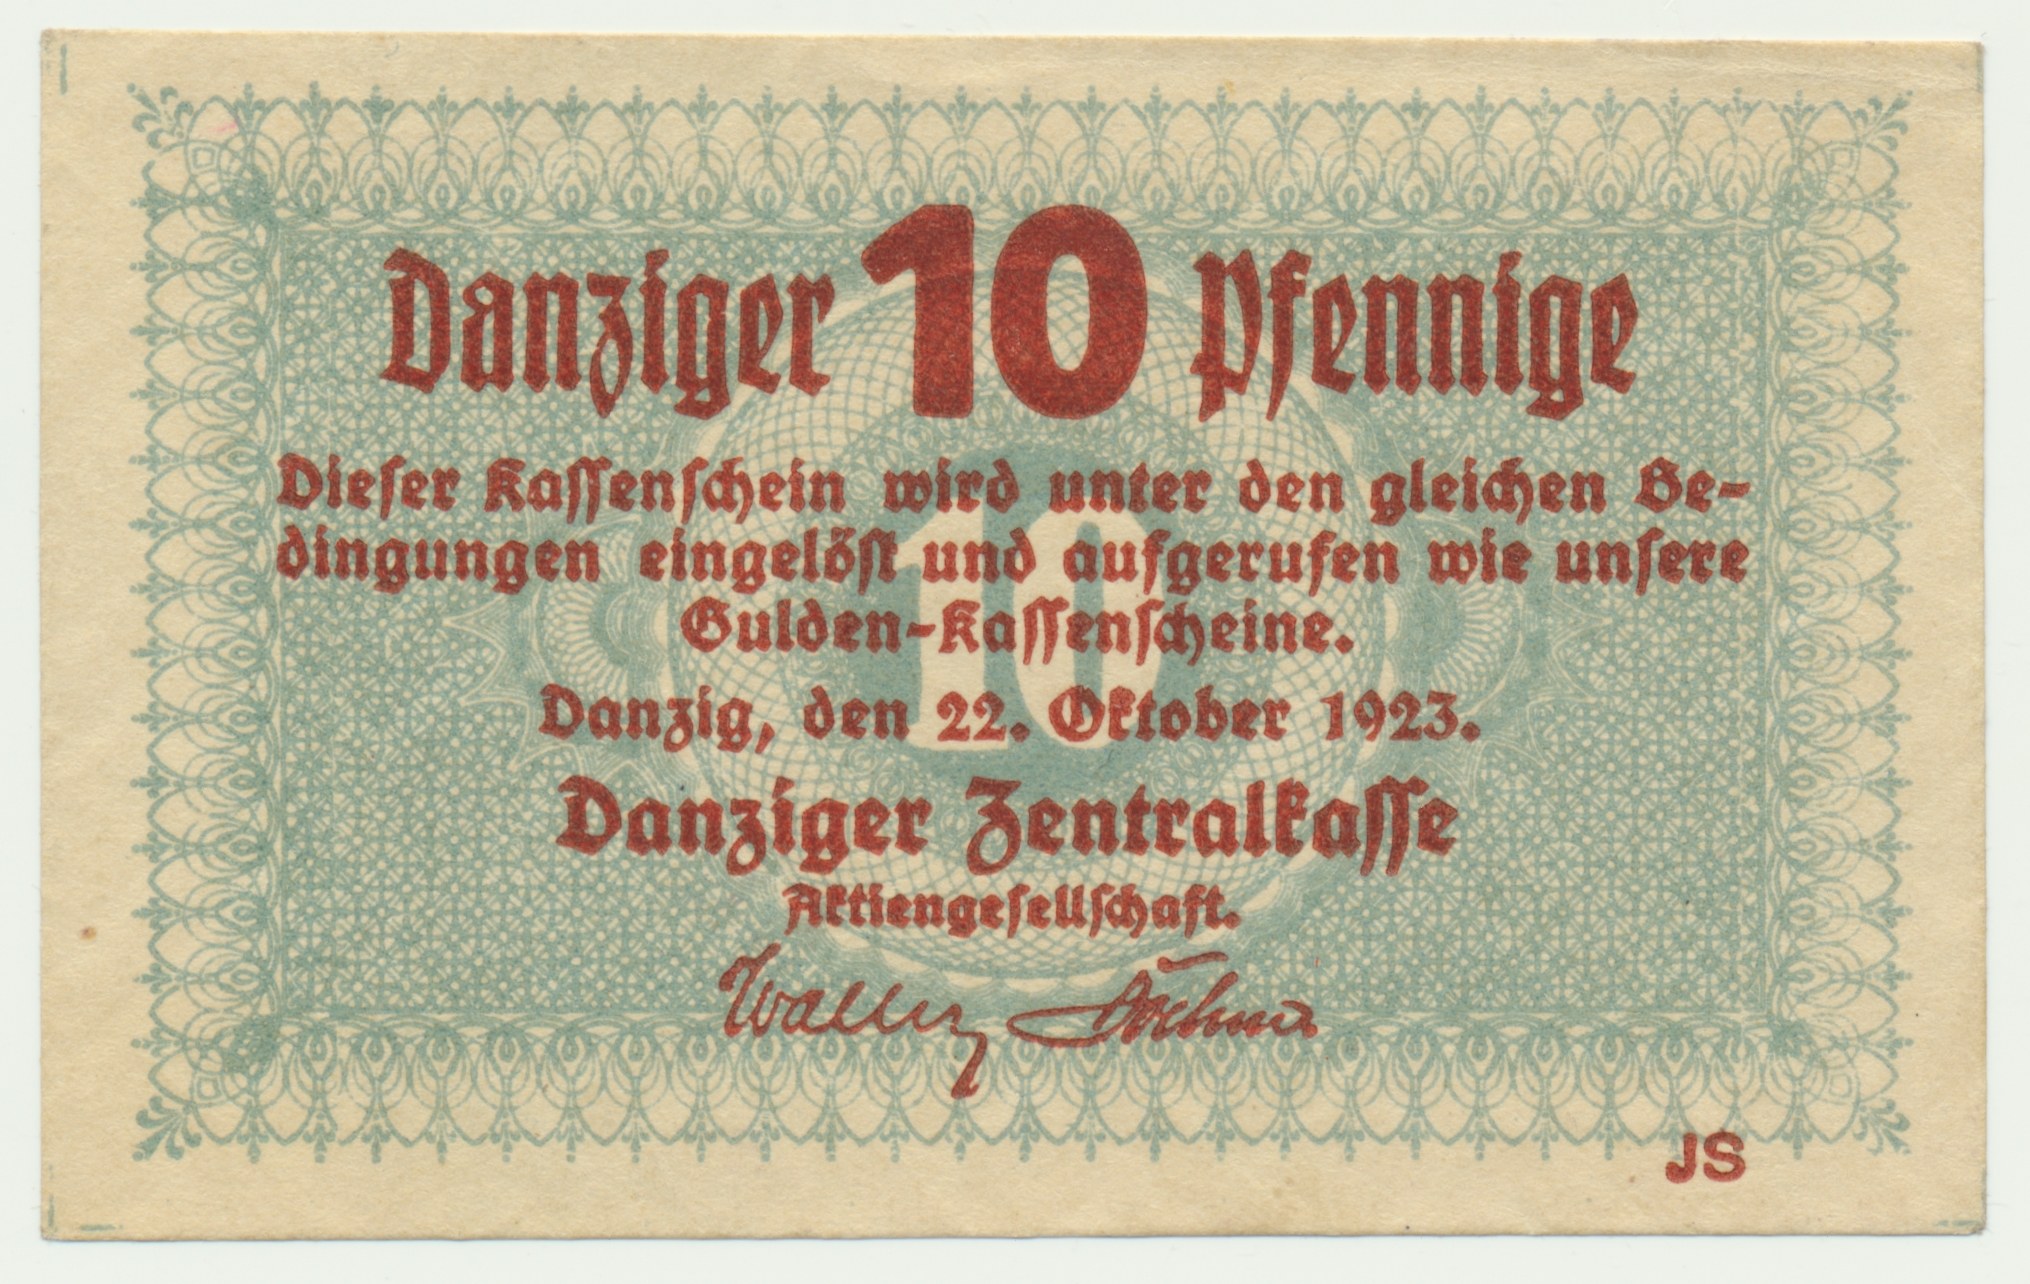 Danziger 10 Pfennige
Dieser Kassenschein wird unter den gleichen Be-
dingungen eingelöst und aufgerufen wie unsere
Gulden-Kassenscheine.
10
Danzig, den 22. Oktober 1923.
Danziger Zentralkasse
Aktiengesellschaft.
JS